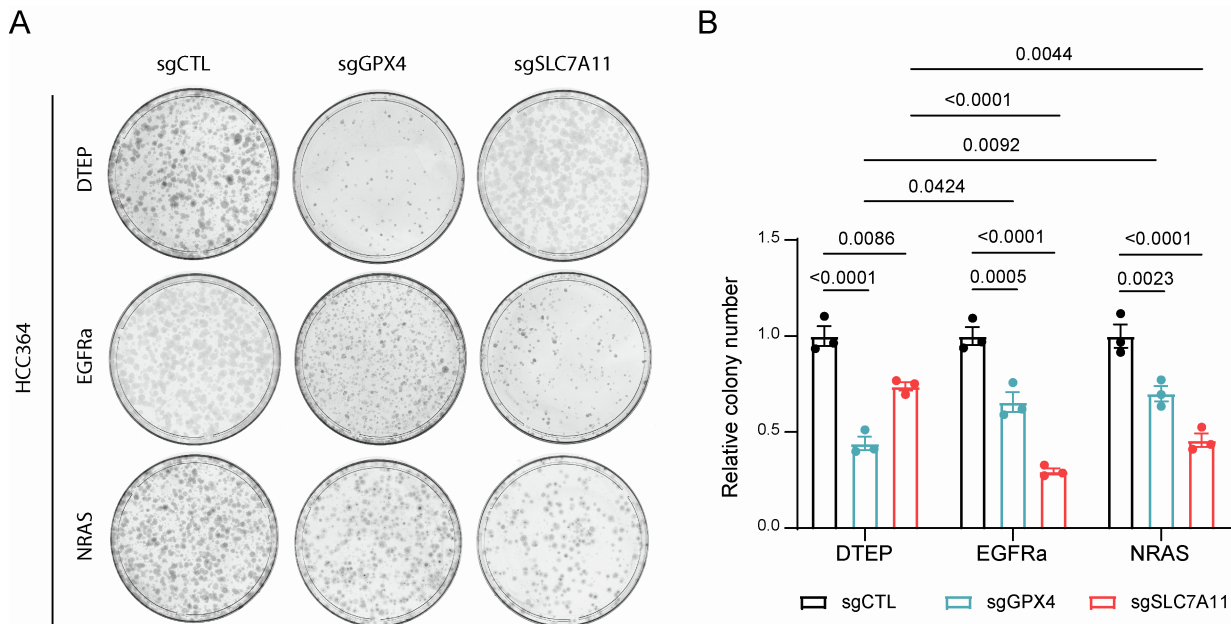 A
sgCTL
sgGPX4
sgSLC7A11
HCC364
DTEP
EGFRa
NRAS
B
0.0044
<0.0001
0.0092
0.0424
0.0086
<0.0001
<0.0001
<0.0001
0.0005
0.0023
Relative colony number
1.5
1.0
0.5
0.0
DTEP
EGFRa
NRAS
sgCTL
sgGPX4
sgSLC7A11